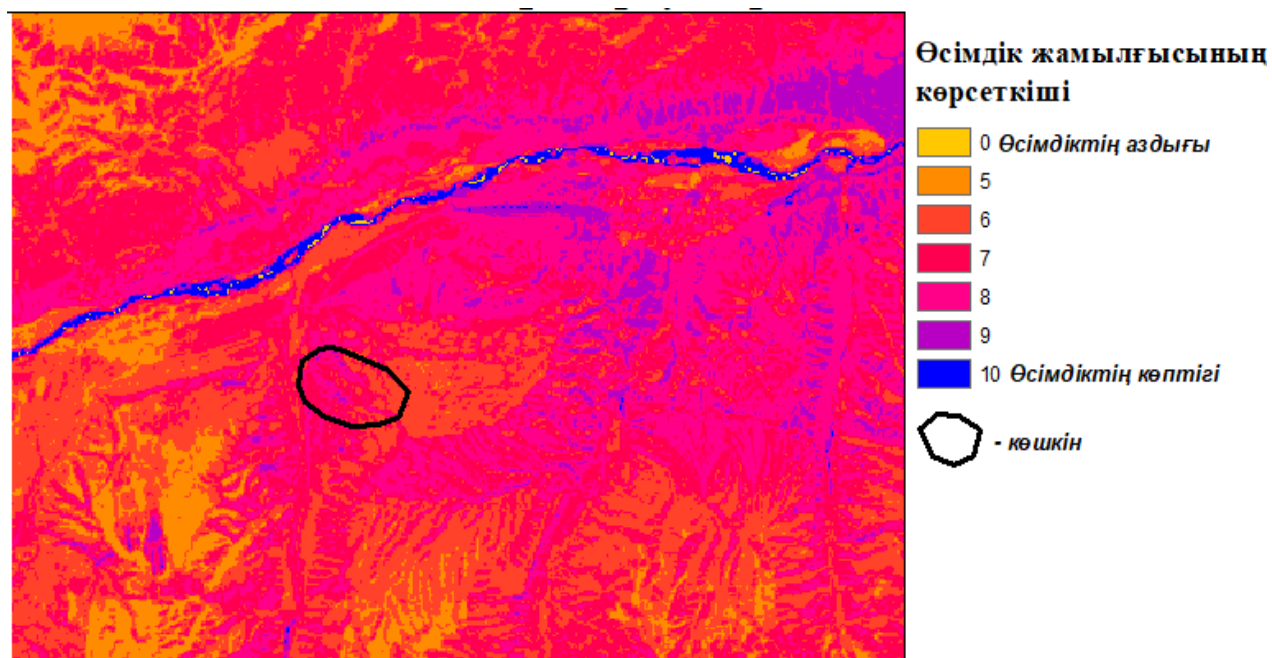 Өсімдік жамылғысының
көрсеткіші
0 Өсімдіктің аздығы
5
6
7
8
9
10 Өсімдіктің көптігі
- көшкін